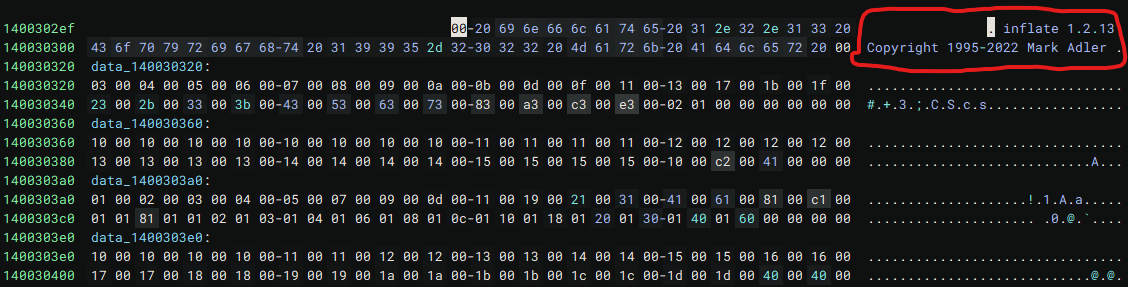 1400302ef 00-20 69 6e 66 6c 61 74 65-20 31 2e 32 2e 31 33 20 . inflate 1.2.13
140030300 43 6f 70 79 72 69 67 68-74 20 31 39 39 35 2d 32-30 32 32 20 4d 61 72 6b-20 41 64 6c 65 72 20 00 Copyright 1995-2022 Mark Adler .
140030320 data_140030320:
140030320 03 00 04 00 05 00 06 00-07 00 08 00 09 00 0a 00-0b 00 0d 00 0f 00 11 00-13 00 17 00 1b 00 1f 00 ................................
140030340 23 00 2b 00 33 00 3b 00-43 00 53 00 63 00 73 00-83 00 a3 00 c3 00 e3 00-02 01 00 00 00 00 00 00 #.+.3.;.C.S.c.s.................
140030360 data_140030360:
140030360 10 00 10 00 10 00 10 00-10 00 10 00 10 00 10 00-11 00 11 00 11 00 11 00-12 00 12 00 12 00 12 00 ................................
140030380 13 00 13 00 13 00 13 00-14 00 14 00 14 00 14 00-15 00 15 00 15 00 15 00-10 00 c2 00 41 00 00 00 ............................A...
1400303a0 data_1400303a0:
1400303a0 01 00 02 00 03 00 04 00-05 00 07 00 09 00 0d 00-11 00 19 00 21 00 31 00-41 00 61 00 81 00 c1 00 ....................!.1.A.a.....
1400303c0 01 01 81 01 01 02 01 03-01 04 01 06 01 08 01 0c-01 10 01 18 01 20 01 30-01 40 01 60 00 00 00 00 ..................... .0.@.`....
1400303e0 data_1400303e0:
1400303e0 10 00 10 00 10 00 10 00-11 00 11 00 12 00 12 00-13 00 13 00 14 00 14 00-15 00 15 00 16 00 16 00 ................................
140030400 17 00 17 00 18 00 18 00-19 00 19 00 1a 00 1a 00-1b 00 1b 00 1c 00 1c 00-1d 00 1d 00 40 00 40 00 ............................@.@.